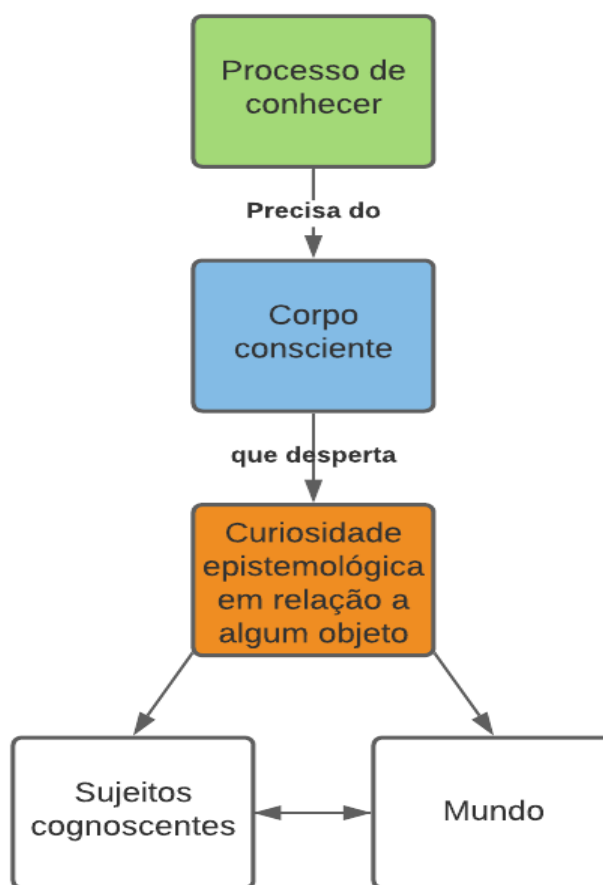 Processo de
conhecer
Precisa do
Corpo
consciente
que desperta
Curiosidade
epistemológica
em relação a
algum objeto
Sujeitos
cognoscentes
Mundo